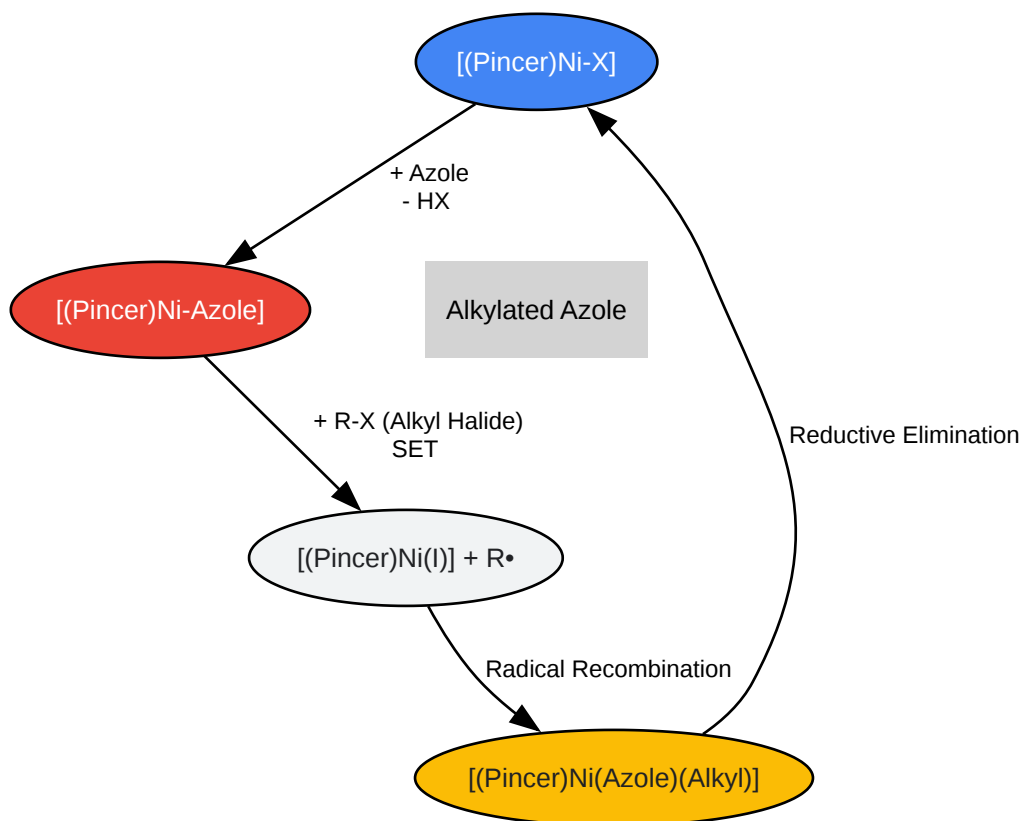 [(Pincer)Ni-X]
+ Azole
- HX
[(Pincer)Ni-Azole]
Alkylated Azole
+ R-X (Alkyl Halide)
SET
Reductive Elimination
[(Pincer)Ni(I)] + R•
Radical Recombination
[(Pincer)Ni(Azole)(Alkyl)]